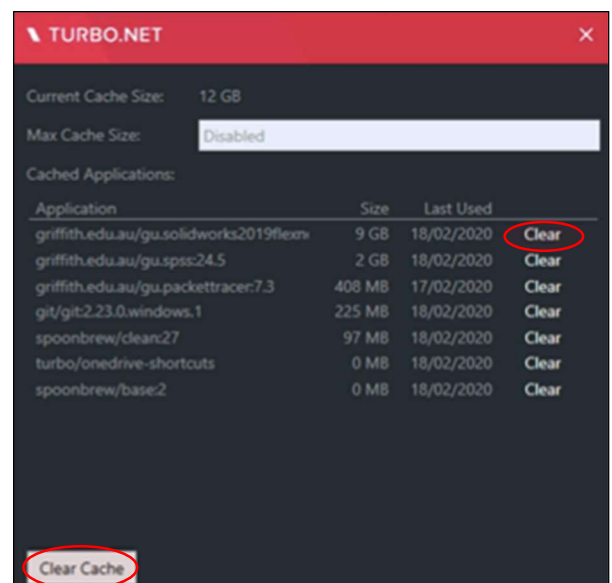 TURBO.NET
Current Cache Size: 12 GB
Max Cache Size: Disabled
Cached Applications:
Application Size Last Used
griffith.edu.au/gu.solidworks2019flexn 9 GB 18/02/2020 Clear
griffith.edu.au/gu.spss:24.5 2 GB 18/02/2020 Clear
griffith.edu.au/gu.packettracer:7.3 408 MB 17/02/2020 Clear
git/git:2.23.0.windows.1 225 MB 18/02/2020 Clear
spoonbrew/clean:27 97 MB 18/02/2020 Clear
turbo/onedrive-shortcuts 0 MB 18/02/2020 Clear
spoonbrew/base:2 0 MB 18/02/2020 Clear
Clear Cache